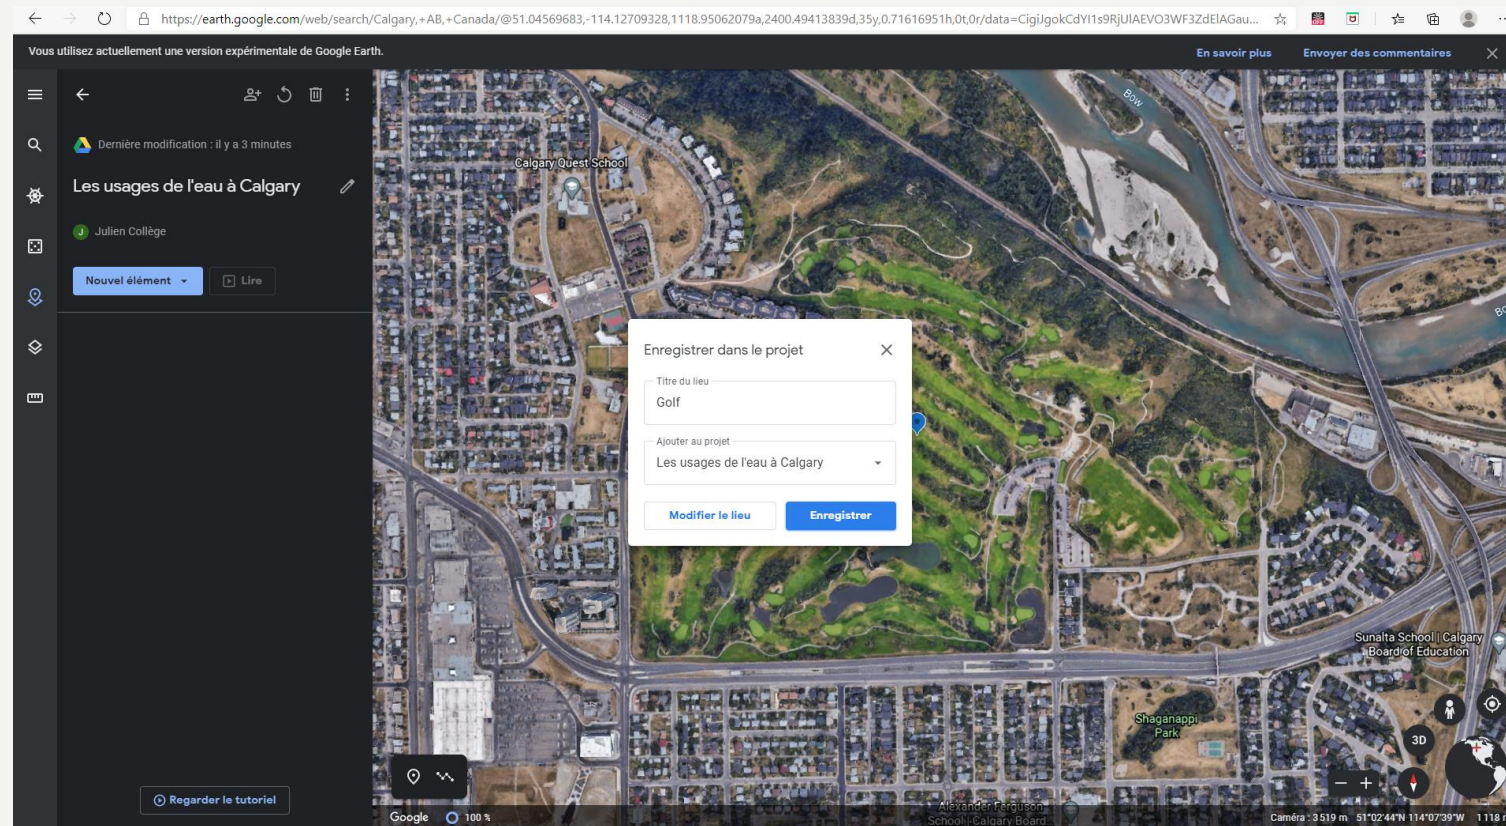 https://earth.google.com/web/search/Calgary,+AB,+Canada/@51.04569683,-114.12709328,1118.95062079a,2400.49413839d,35y,0.71616951h,0t,0r/data=CigiJgokCdYI1s9RjUlAEVO3WF3ZdElAGau...
OFF
Vous utilisez actuellement une version expérimentale de Google Earth.
En savoir plus
Envoyer des commentaires
Dernière modification : il y a 3 minutes
Les usages de l'eau à Calgary
J Julien Collège
Nouvel élément
Lire
Regarder le tutoriel
Bow
Calgary Quest School
Enregistrer dans le projet
Titre du lieu
Golf
Ajouter au projet
Les usages de l'eau à Calgary
Modifier le lieu
Enregistrer
Sunalta School | Calgary
Board of Education
Shaganappi
Park
3D
Alexander Ferguson
School | Calgary Board
Google
100 %
Caméra : 3 519 m 51°02'44"N 114°07'39"W 1 118 m